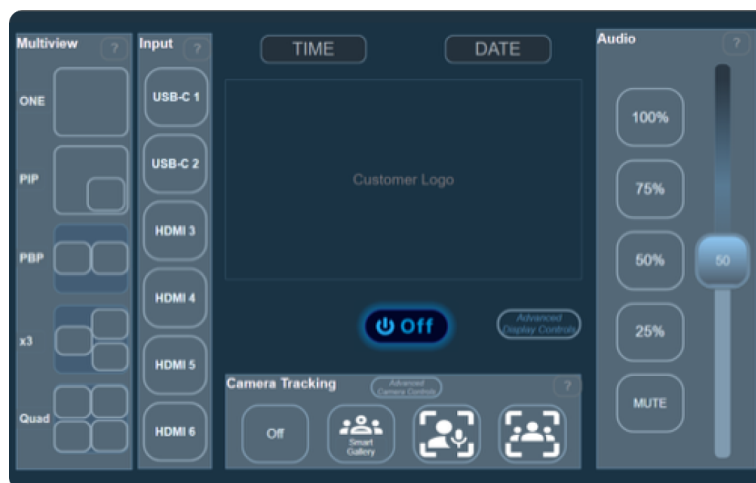 Multiview ?
ONE
PIP
PBP
x3
Quad
Input ?
USB-C 1
USB-C 2
HDMI 3
HDMI 4
HDMI 5
HDMI 6
TIME
DATE
Customer Logo
Off
Advanced
Display Controls
Camera Tracking
Advanced
Camera Controls
?
Off
Smart
Gallery
Audio
?
100%
75%
50%
50
25%
MUTE